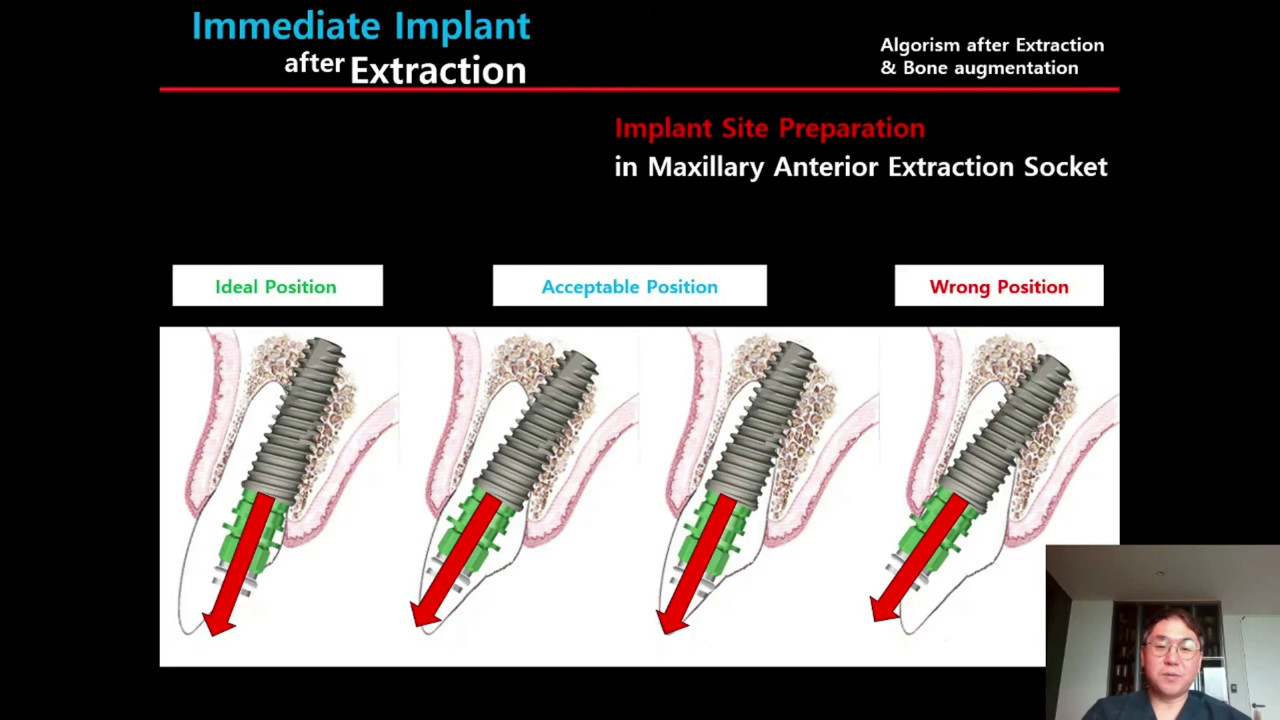 Immediate Implant
after Extraction
Algorism after Extraction
& Bone augmentation
Implant Site Preparation
in Maxillary Anterior Extraction Socket
Ideal Position
Acceptable Position
Wrong Position